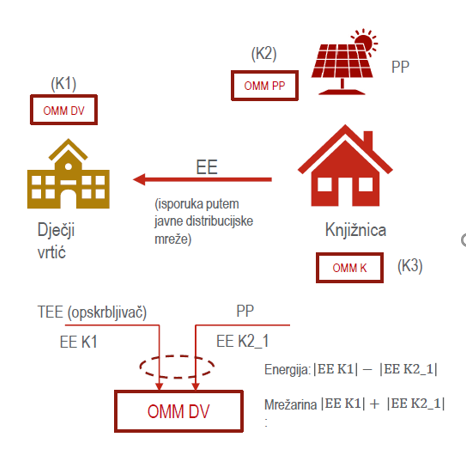 (K2)
OMM PP
PP
(K1)
OMM DV
EE
(isporuka putem
javne distribucijske
mreže)
Dječji
vrtić
Knjižnica
OMM K
(K3)
TEE (opskrbljivač)
PP
EE K1
EE K2_1
OMM DV
Energija: |EE K1| − |EE K2_1|
Mrežarina |EE K1| + |EE K2_1|
: